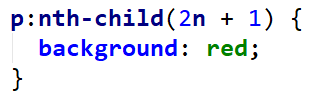 p:nth-child(2n + 1) {
  background: red;
}